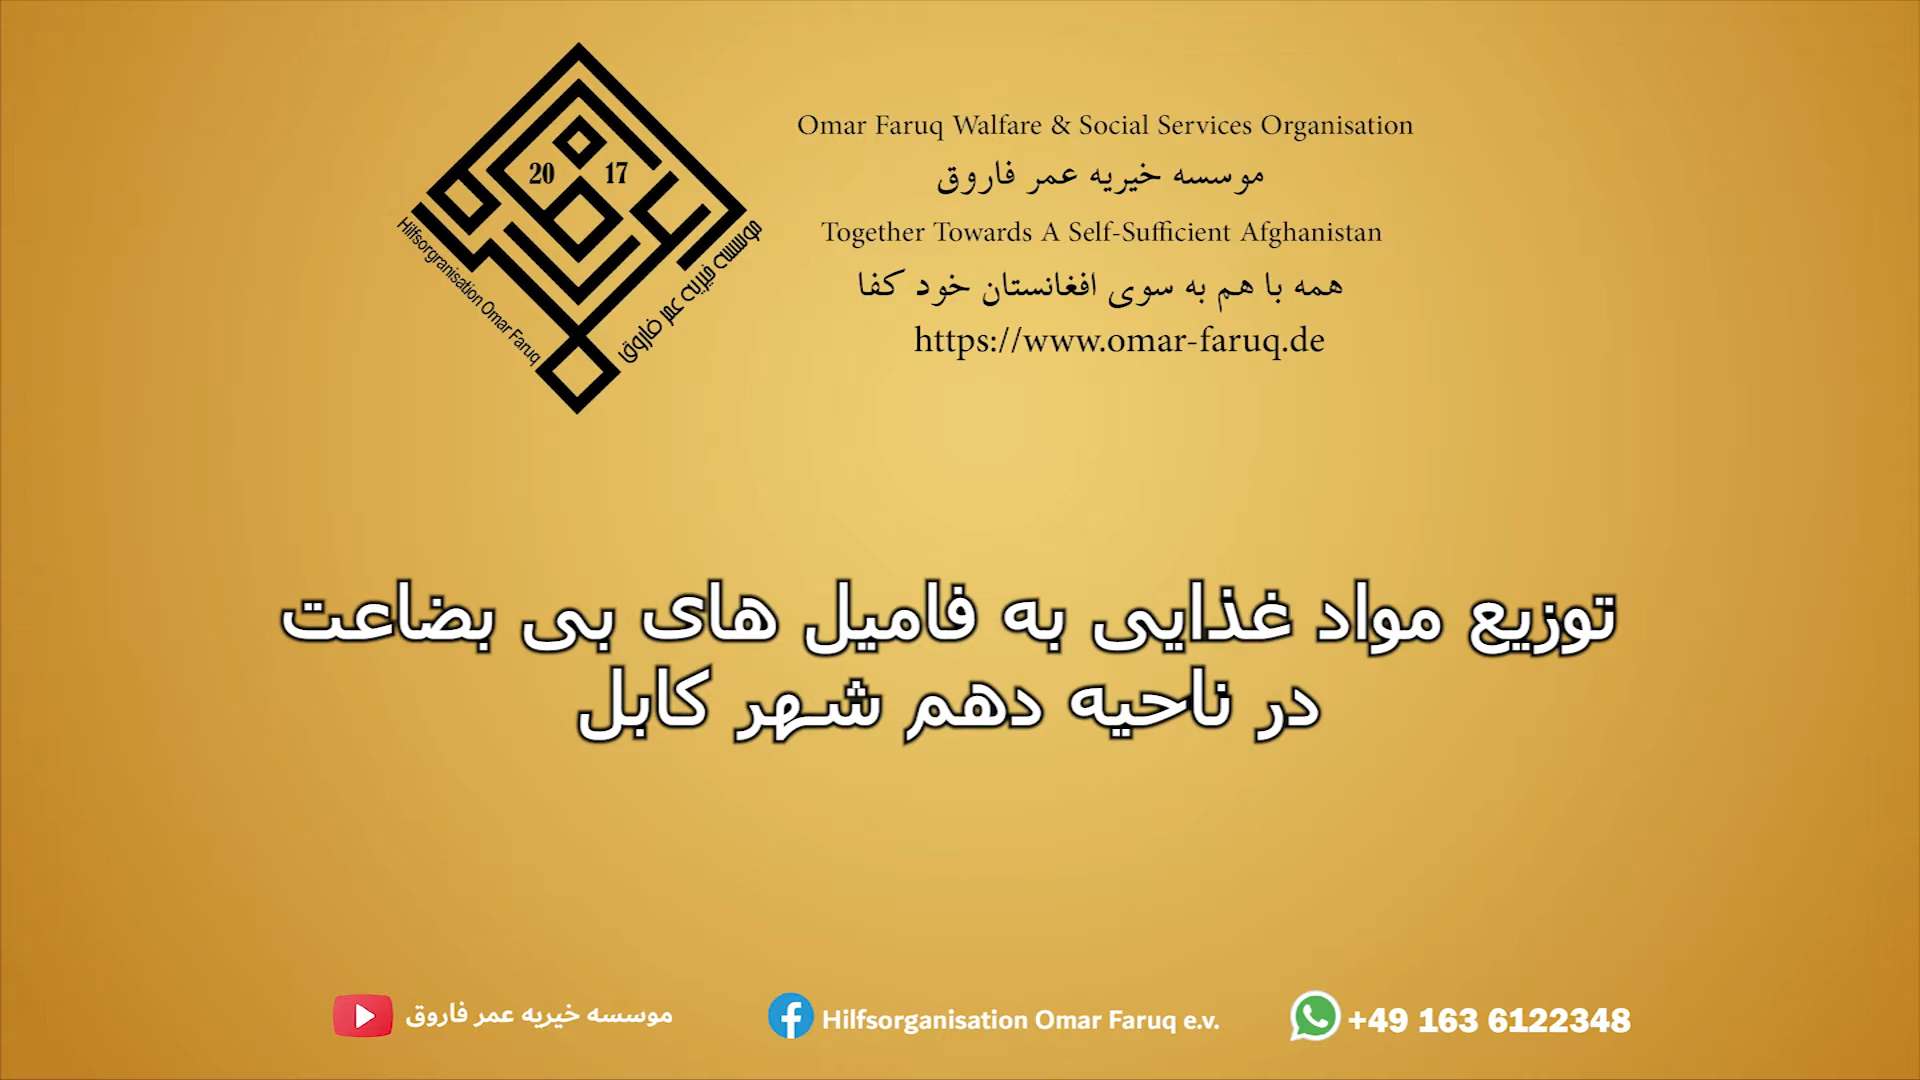 20 17
Hilfsorgranisation Omar Faruq
موسسه خیریه عمر فاروق
Omar Faruq Walfare & Social Services Organisation
موسسه خیریه عمر فاروق
Together Towards A Self-Sufficient Afghanistan
همه با هم به سوی افغانستان خود کفا
https://www.omar-faruq.de
توزیع مواد غذایی به فامیل های بی بضاعت
در ناحیه دهم شهر کابل
موسسه خیریه عمر فاروق
Hilfsorganisation Omar Faruq e.v.
+49 163 6122348